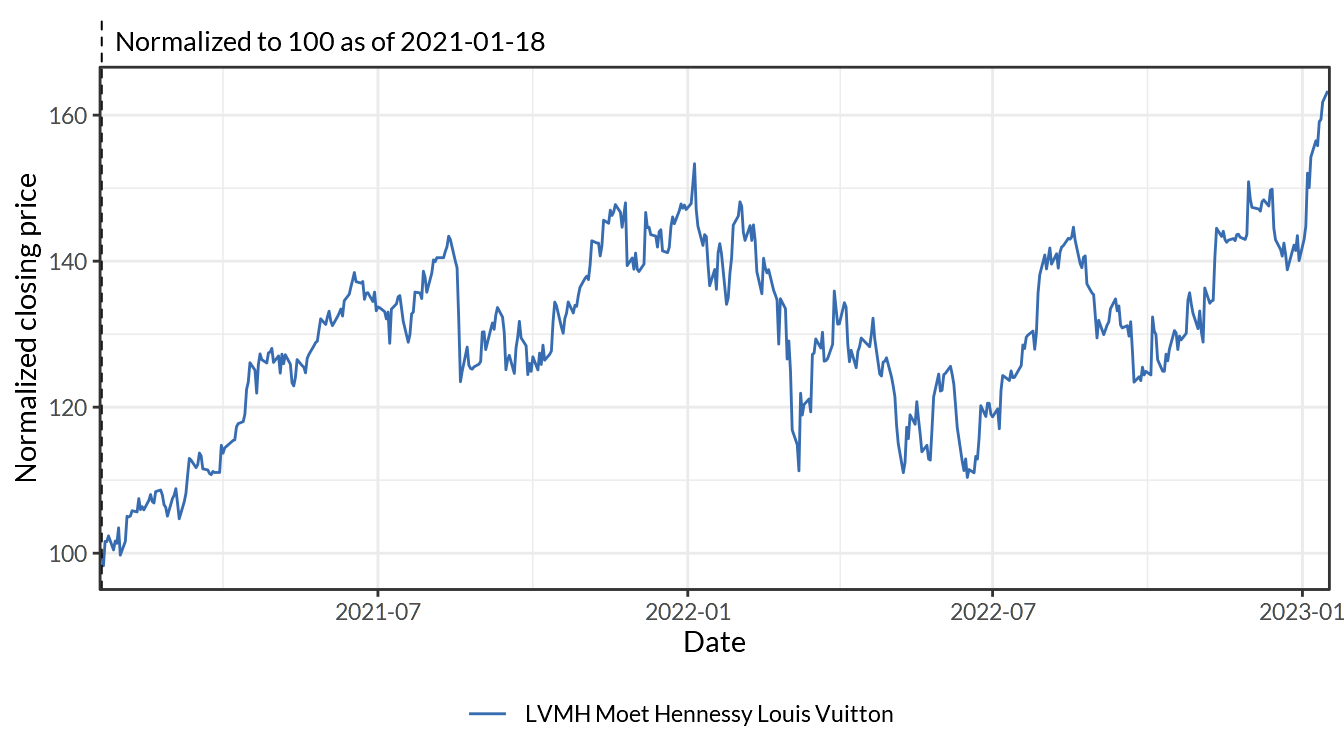 Normalized to 100 as of 2021-01-18
Normalized closing price
160
140
120
100
2021-07
2022-01
2022-07
2023-01
Date
LVMH Moet Hennessy Louis Vuitton